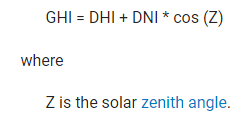 GHI = DHI + DNI * cos (Z)
where
Z is the solar zenith angle.